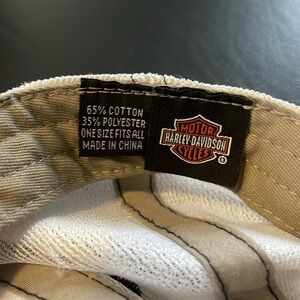 65% COTTON
35% POLYESTER
ONE SIZE FITS ALL
MADE IN CHINA
MOTOR
HARLEY-DAVIDSON
CYCLES
®